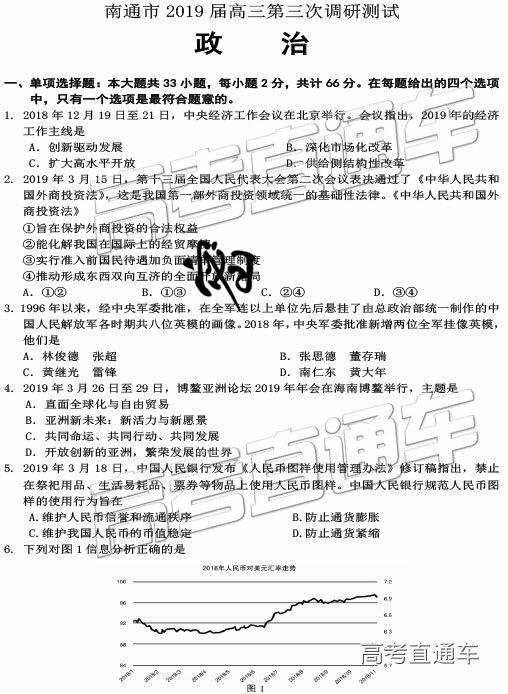 南通市 2019 届高三第三次调研测试
政 治
一、单项选择题：本大题共 33 小题，每小题 2 分，共计 66 分。在每题给出的四个选项
中，只有一个选项是最符合题意的。
1． 2018 年 12 月 19 日至 21 日，中央经济工作会议在北京举行。会议指出，2019 年的经济
工作主线是
A．创新驱动发展 B．深化市场化改革
C．扩大高水平开放 D．供给侧结构性改革
2．2019 年 3 月 15 日，第十三届全国人民代表大会第二次会议表决通过了《中华人民共和
国外商投资法》，这是我国第一部外商投资领域统一的基础性法律。《中华人民共和国外
商投资法》
①旨在保护外商投资的合法权益
②能化解我国在国际上的经贸摩擦
③实行准入前国民待遇加负面清单管理制度
④推动形成东西双向互济的全面开放新格局
A．①② B．①③ C．②④ D．③④
3．1996 年以来，经中央军委批准，在全军连以上单位先后悬挂了由总政治部统一制作的中
国人民解放军各时期共八位英模的画像。2018 年，中央军委批准新增两位全军挂像英模，
他们是
A．林俊德 张超 B．张思德 董存瑞
C．黄继光 雷锋 D．南仁东 黄大年
4．2019 年 3 月 26 日至 29 日，博鳌亚洲论坛 2019 年年会在海南博鳌举行，主题是
A．直面全球化与自由贸易
B．亚洲新未来：新活力与新愿景
C．共同命运、共同行动、共同发展
D．开放创新的亚洲，繁荣发展的世界
5．2019 年 3 月 18 日，中国人民银行发布《人民币图样使用管理办法》修订稿指出，禁止
在祭祀用品、生活易耗品、票券等物品上使用人民币图样。中国人民银行规范人民币图
样的使用行为旨在
A.维护人民币信誉和流通秩序 B.防止通货膨胀
C.维护我国人民币的币值稳定 D.防止通货紧缩
6．下列对图 1 信息分析正确的是
2018年人民币对美元汇率走势
100 7.2
96 6.9
92 6.6
88 6.3
84 5.7
2018/1 2018/2 2018/3 2018/4 2018/5 2018/6 2018/7 2018/8 2018/9 2018/10 2018/11
图 1
高考直通车
高考直通车